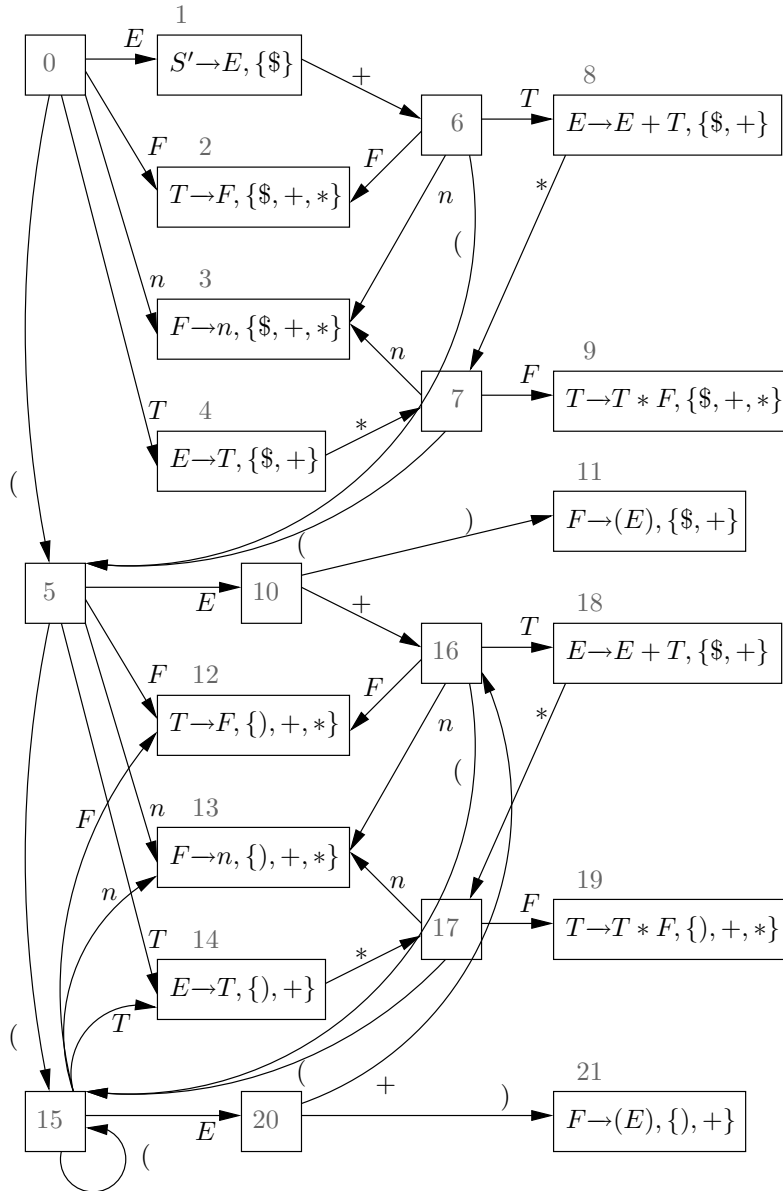 1
0
E
S′→E, {$}
+
8
6
T
E→E + T, {$, +}
F
2
F
T→F, {$, +, *}
*
n
(
3
n
F→n, {$, +, *}
n
9
7
F
T→T * F, {$, +, *}
T
4
*
E→T, {$, +}
(
11
)
F→(E), {$, +}
(
5
E
10
+
18
16
T
E→E + T, {$, +}
F
12
F
T→F, {), +, *}
*
n
(
13
F
n
F→n, {), +, *}
n
n
19
17
F
T→T * F, {), +, *}
T
14
*
E→T, {), +}
T
(
(
+
)
21
15
E
20
F→(E), {), +}
(